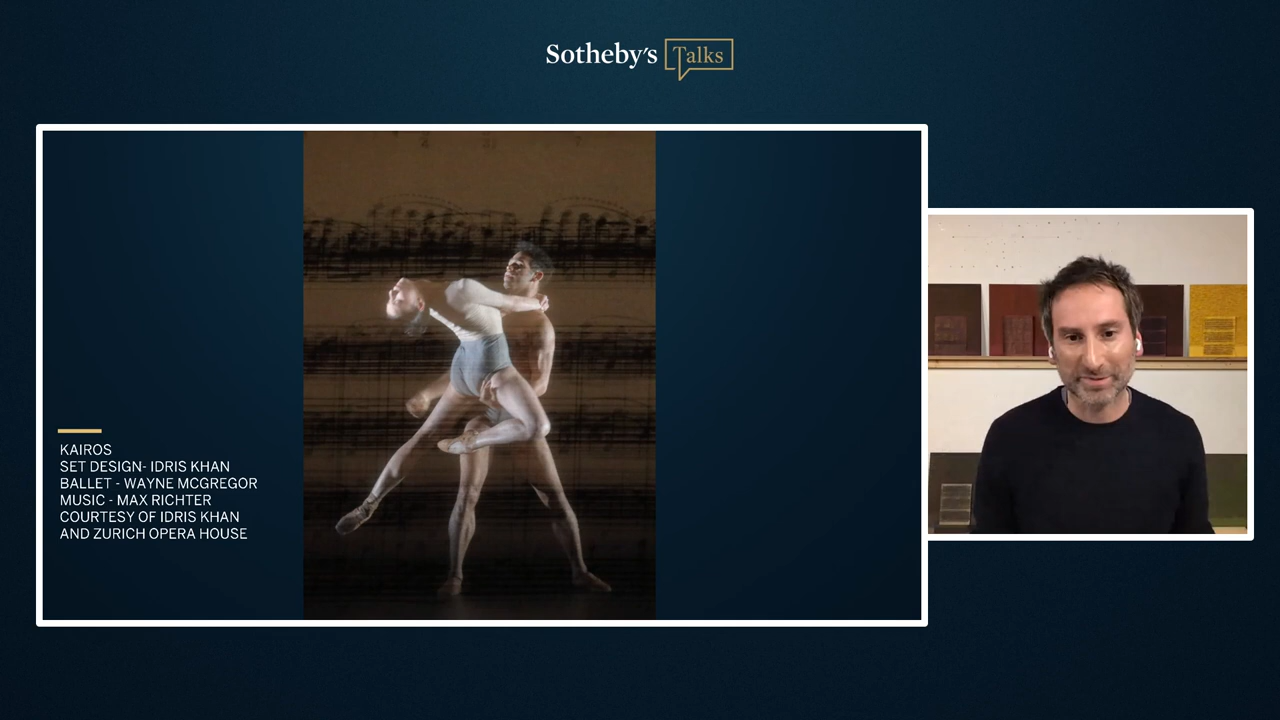 Sotheby's Talks
KAIROS
SET DESIGN- IDRIS KHAN
BALLET - WAYNE MCGREGOR
MUSIC - MAX RICHTER
COURTESY OF IDRIS KHAN
AND ZURICH OPERA HOUSE